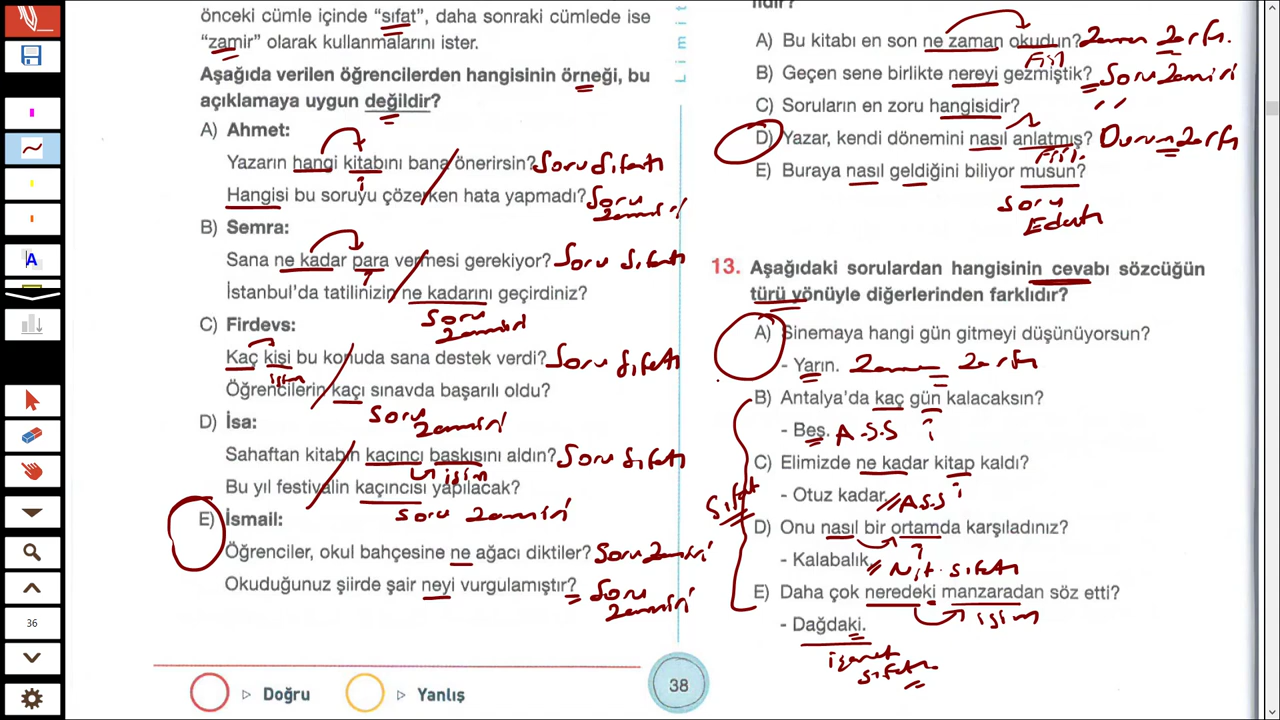 önceki cümle içinde “sıfat”, daha sonraki cümlede ise
“zamir” olarak kullanmalarını ister.
Aşağıda verilen öğrencilerden hangisinin örneği, bu
açıklamaya uygun değildir?
A) Ahmet:
Yazarın hangi kitabını bana önerirsin? Soru Sıfatı
i
Hangisi bu soruyu çözerken hata yapmadı? Soru
zamiri
B) Semra:
Sana ne kadar para vermesi gerekiyor? Soru Sıfatı
İstanbul’da tatilinizin ne kadarını geçirdiniz?
Soru
zamiri
C) Firdevs:
Kaç kişi bu konuda sana destek verdi? Soru Sıfatı
isim
Öğrencilerin kaçı sınavda başarılı oldu?
Soru
zamiri
D) İsa:
Sahaftan kitabın kaçıncı baskısını aldın? Soru Sıfatı
isim
Bu yıl festivalin kaçıncısı yapılacak?
Soru zamiri
E) İsmail:
Öğrenciler, okul bahçesine ne ağacı diktiler? Soru zamiri
Okuduğunuz şiirde şair neyi vurgulamıştır? Soru
zamiri
Limit
A) Bu kitabı en son ne zaman okudun? Zaman zarfı.
Fiil
B) Geçen sene birlikte nereyi gezmiştik? Soru zamiri
C) Soruların en zoru hangisidir? " "
D) Yazar, kendi dönemini nasıl anlatmış? Durum zarfı
Fiil.
E) Buraya nasıl geldiğini biliyor musun?
Soru
Edatı
13. Aşağıdaki sorulardan hangisinin cevabı sözcüğün
türü yönüyle diğerlerinden farklıdır?
A) Sinemaya hangi gün gitmeyi düşünüyorsun?
- Yarın. Zaman zarfı
B) Antalya’da kaç gün kalacaksın?
- Beş. A.S.S i
C) Elimizde ne kadar kitap kaldı?
- Otuz kadar. A.S.S i
Sıfat
D) Onu nasıl bir ortamda karşıladınız?
- Kalabalık. Nit. sıfatı
E) Daha çok neredeki manzaradan söz etti?
isim
- Dağdaki.
işaret
sıfatı
Doğru
Yanlış
38
A
36